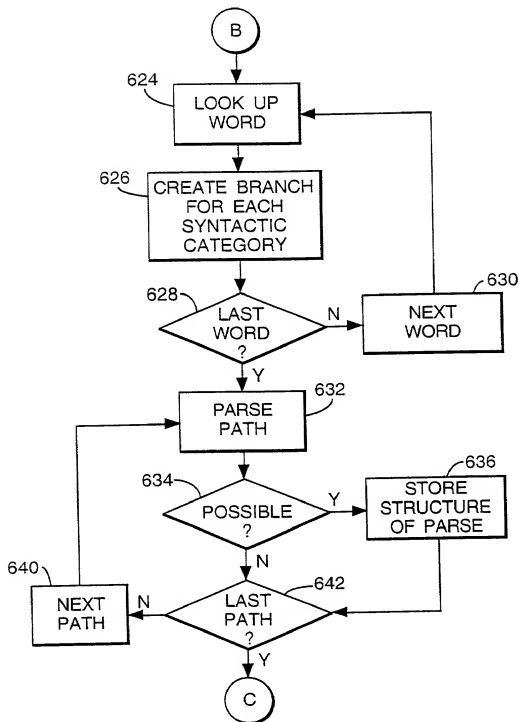 B
624
LOOK UP
WORD
626
CREATE BRANCH
FOR EACH
SYNTACTIC
CATEGORY
628
LAST
WORD
?
N
630
NEXT
WORD
Y
632
PARSE
PATH
634
POSSIBLE
?
Y
636
STORE
STRUCTURE
OF PARSE
N
640
NEXT
PATH
N
642
LAST
PATH
?
Y
C